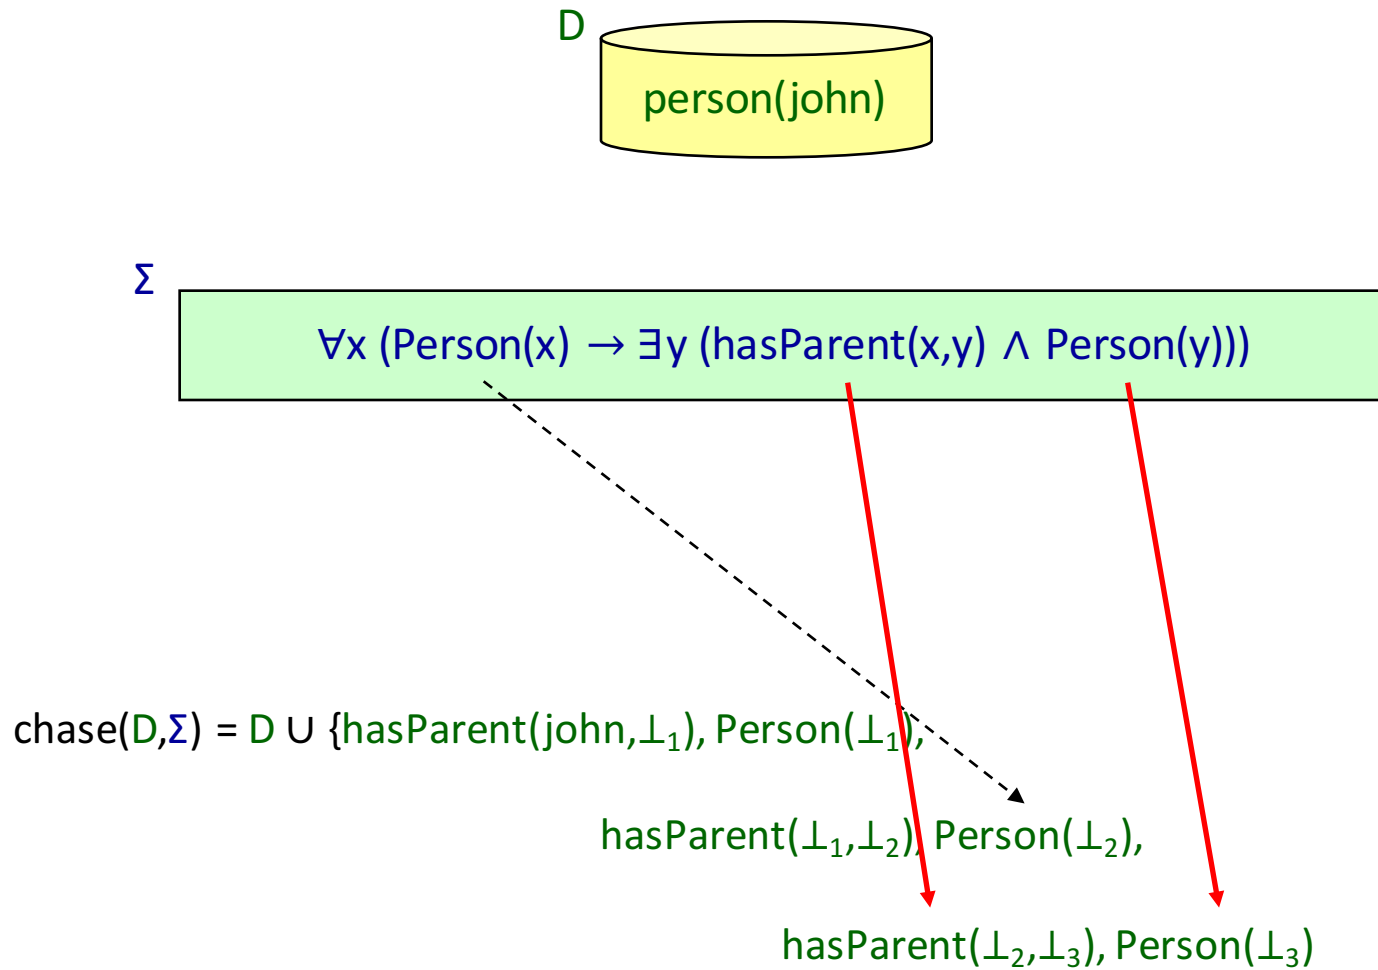 D
person(john)
Σ
∀x (Person(x) → ∃y (hasParent(x,y) ∧ Person(y)))
chase(D,Σ) = D ∪ {hasParent(john,⊥₁), Person(⊥₁),
hasParent(⊥₁,⊥₂), Person(⊥₂),
hasParent(⊥₂,⊥₃), Person(⊥₃)